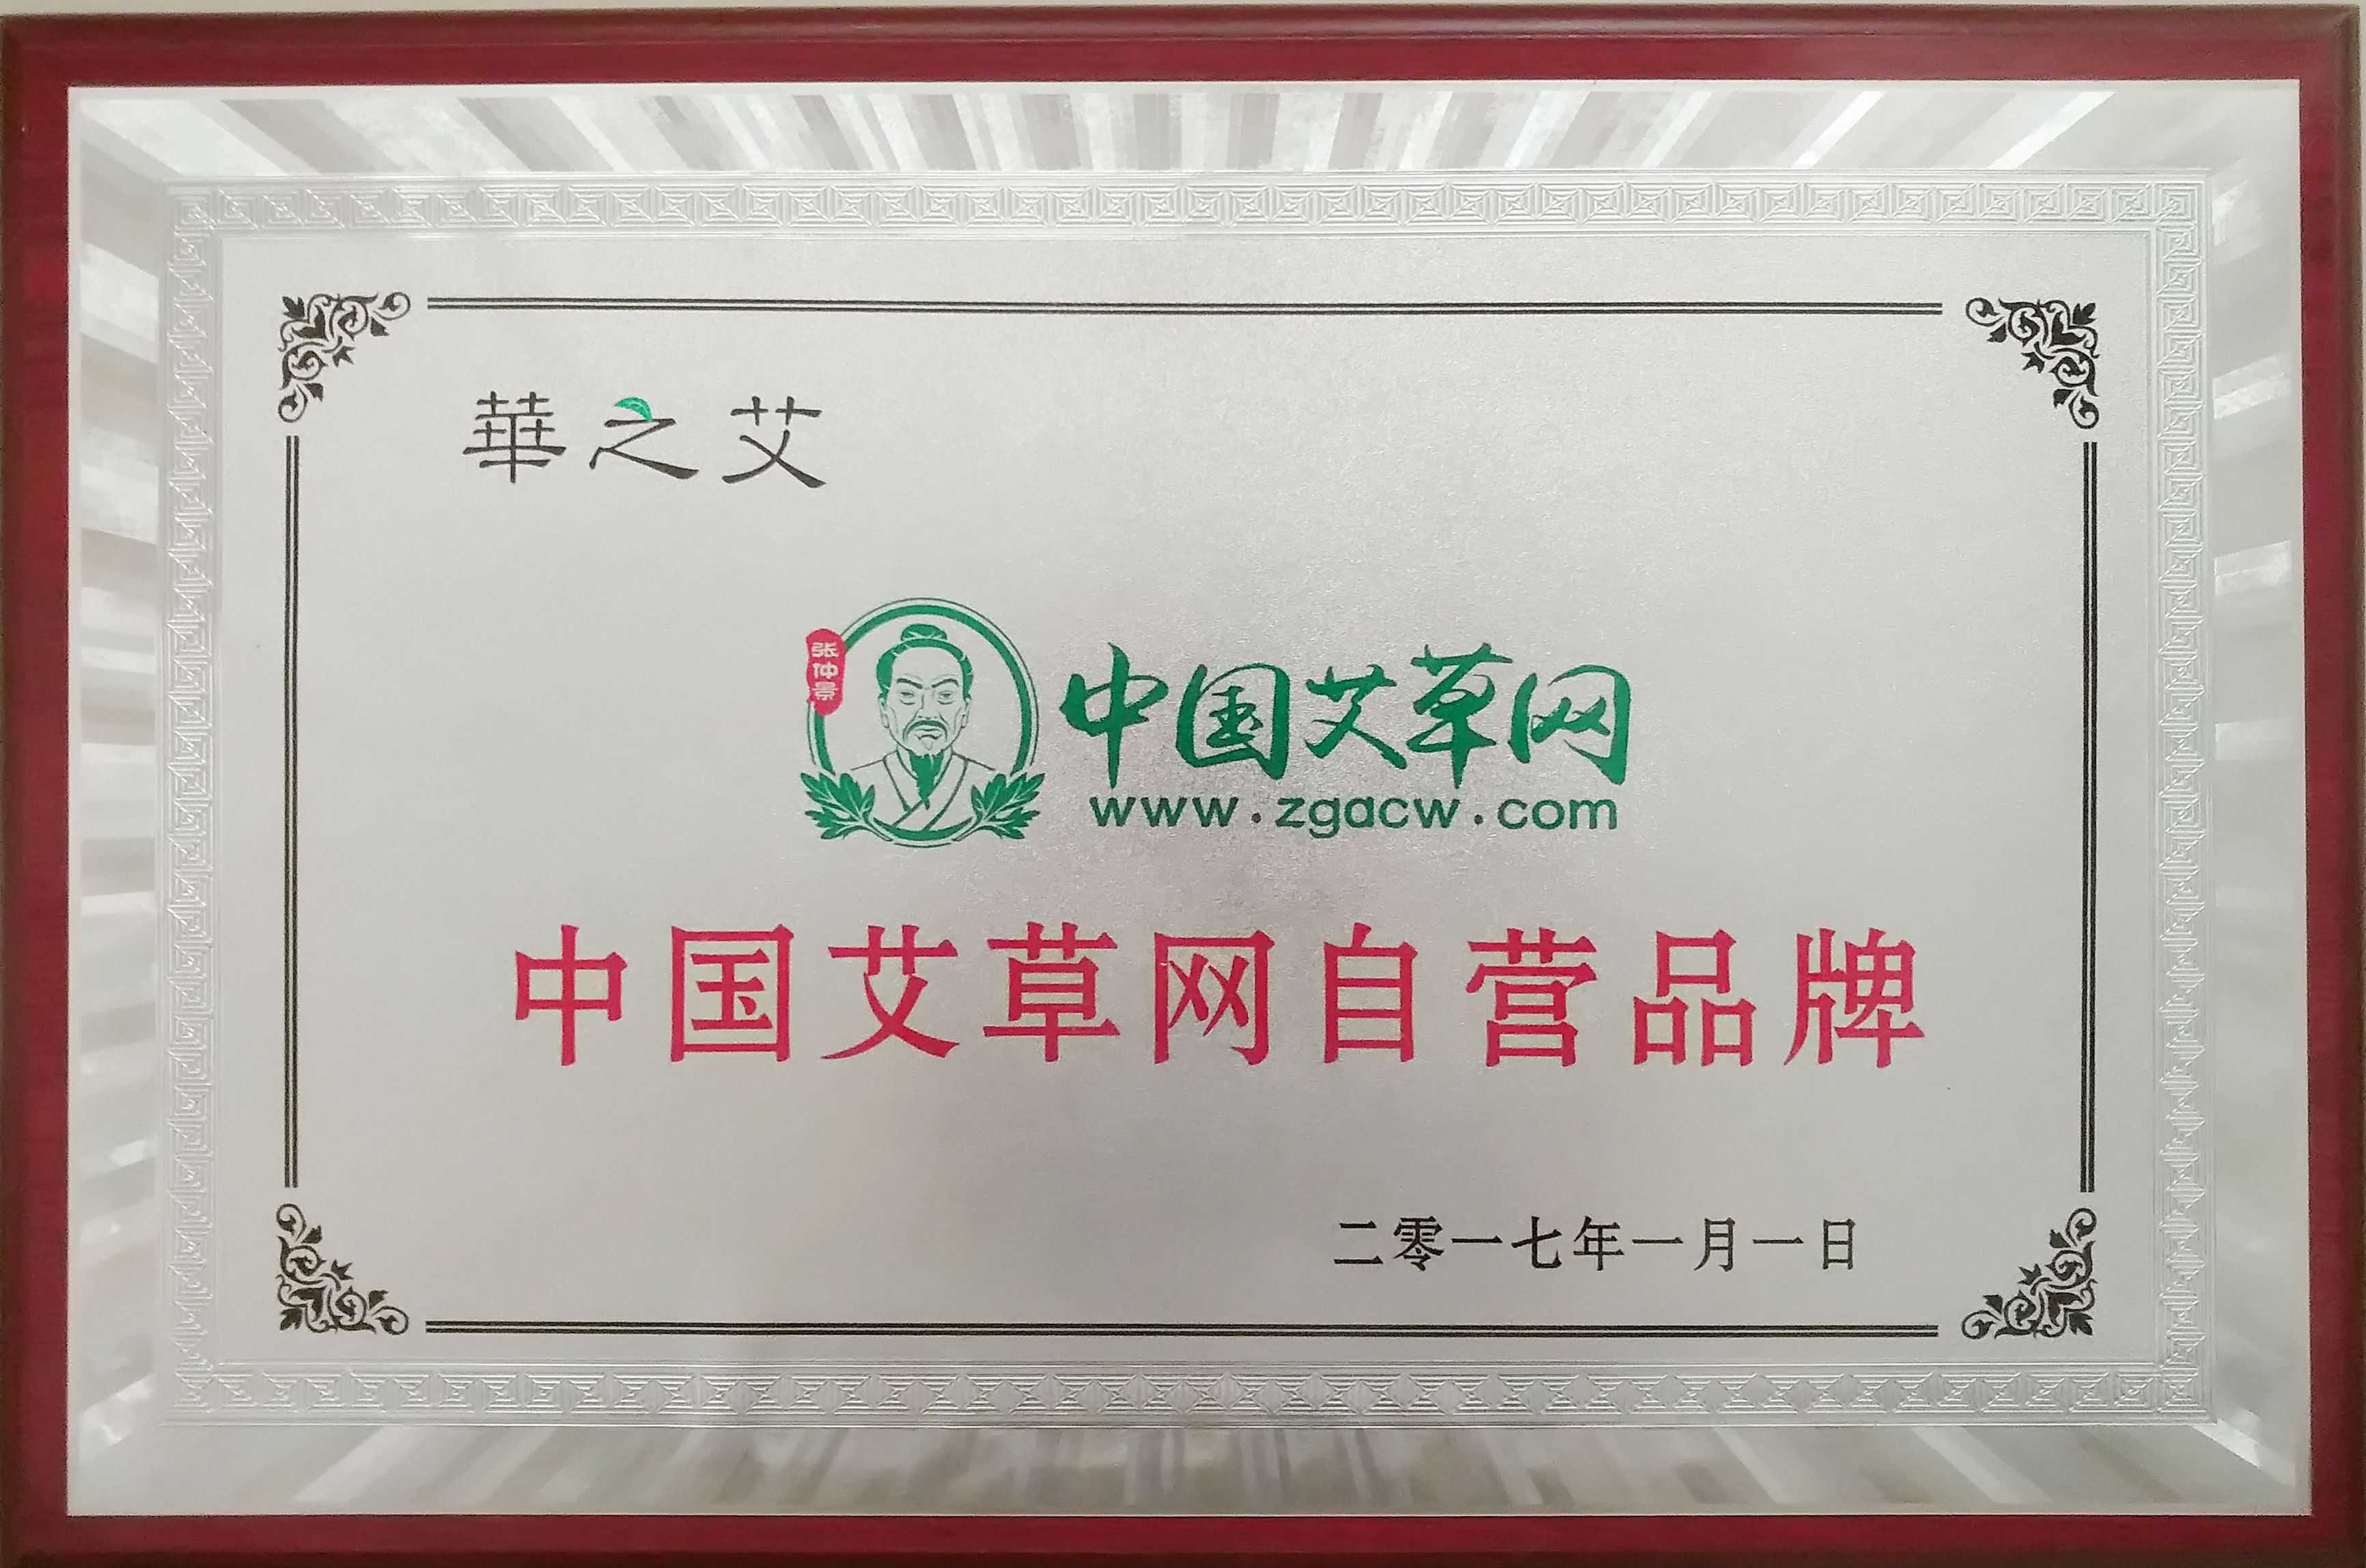 華之艾
张仲景
中国艾草网
www.zgacw.com
中国艾草网自营品牌
二零一七年一月一日